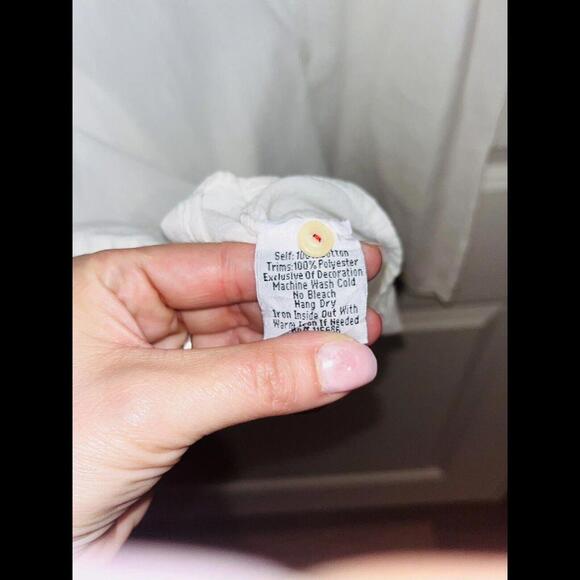 Self: 100% Cotton
Trims:100% Polyester
Exclusive Of Decoration
Machine Wash Cold
No Bleach
Hang Dry
Iron Inside Out With
Warm Iron If Needed